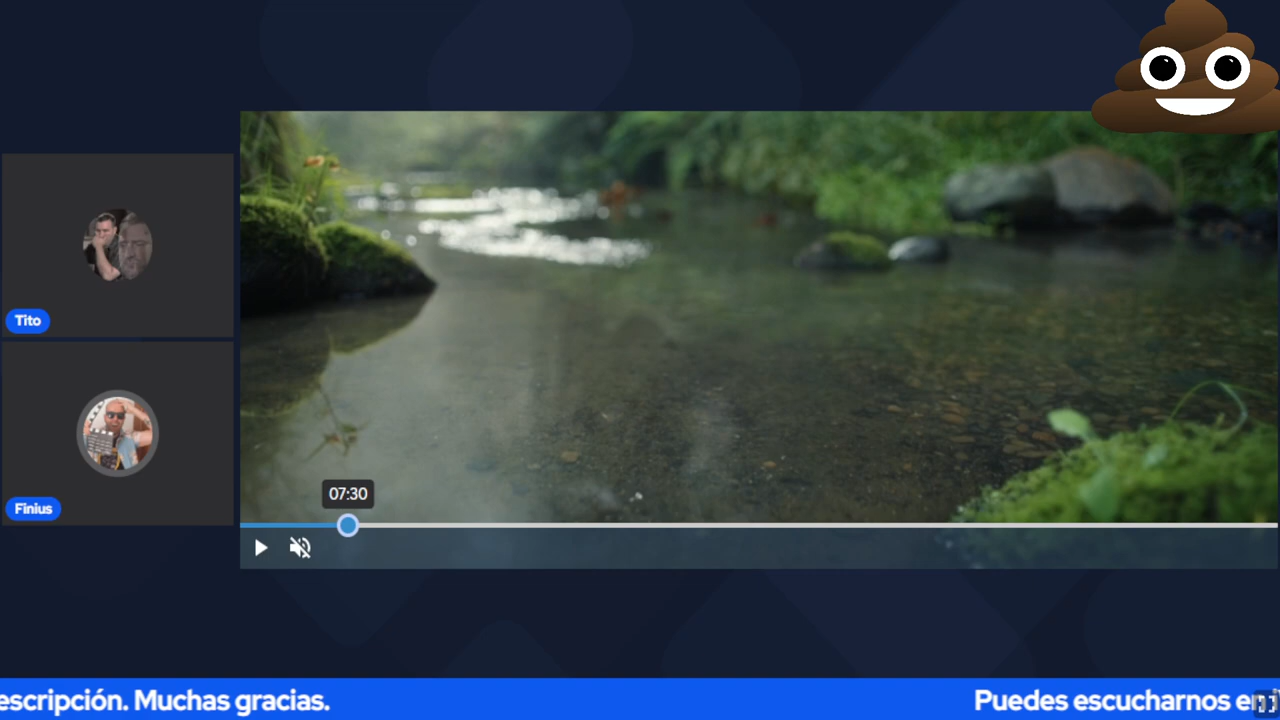 Tito
Finius
07:30
escripción. Muchas gracias.
Puedes escucharnos en